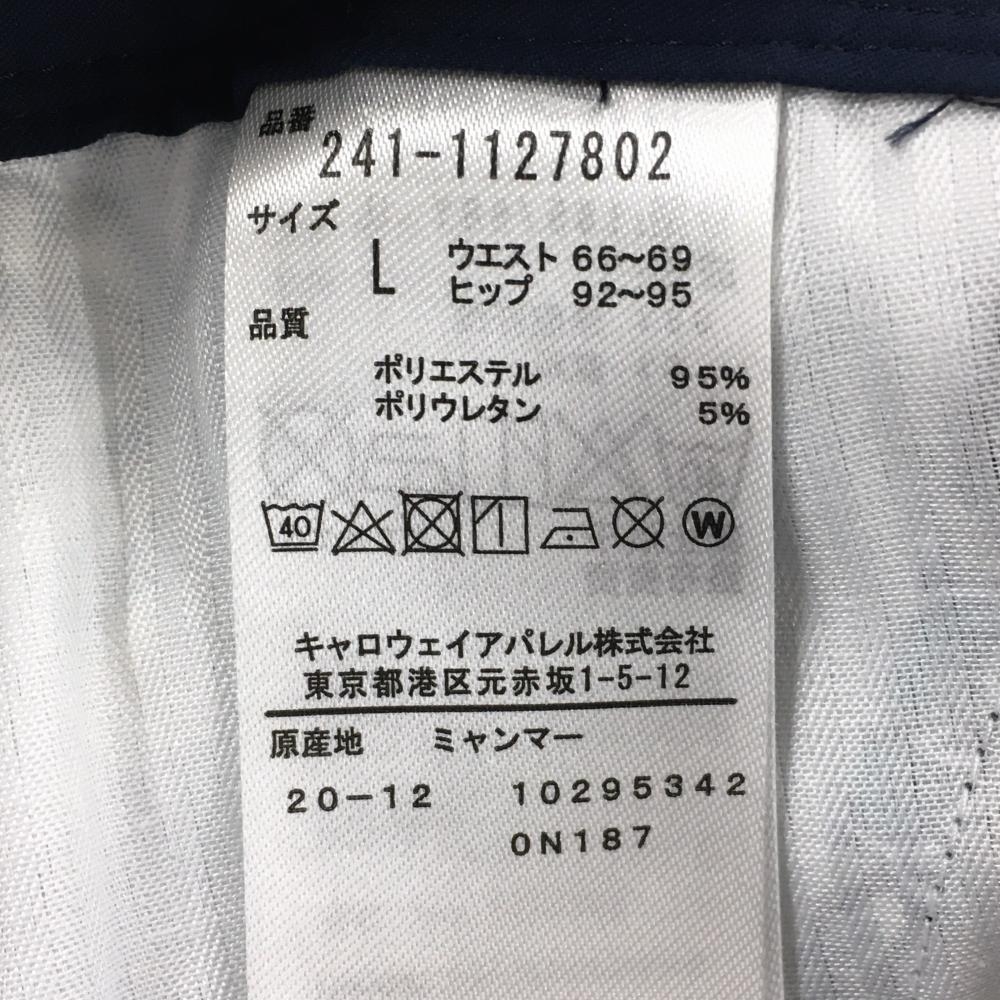 品番
241-1127802
サイズ
L ウエスト 66〜69
ヒップ 92〜95
品質
ポリエステル 95%
ポリウレタン 5%
40 W
キャロウェイアパレル株式会社
東京都港区元赤坂1-5-12
原産地 ミャンマー
20-12 10295342
0N187